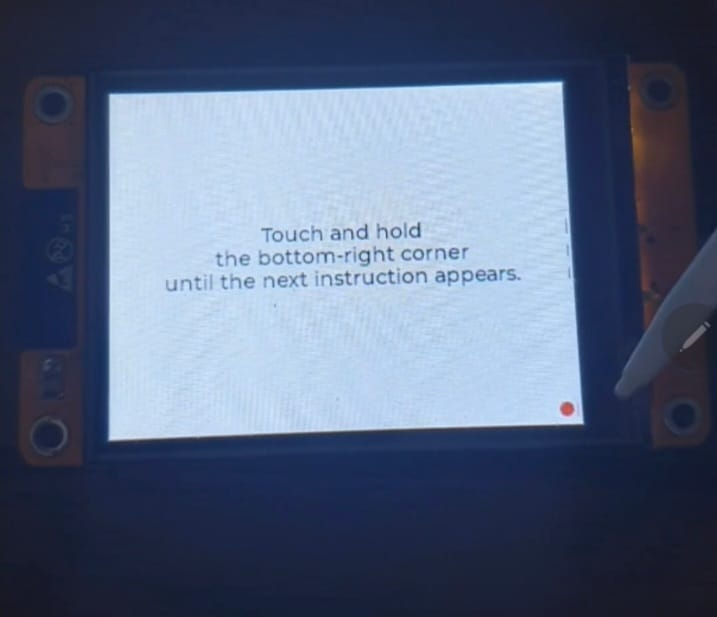 Touch and hold
the bottom-right corner
until the next instruction appears.